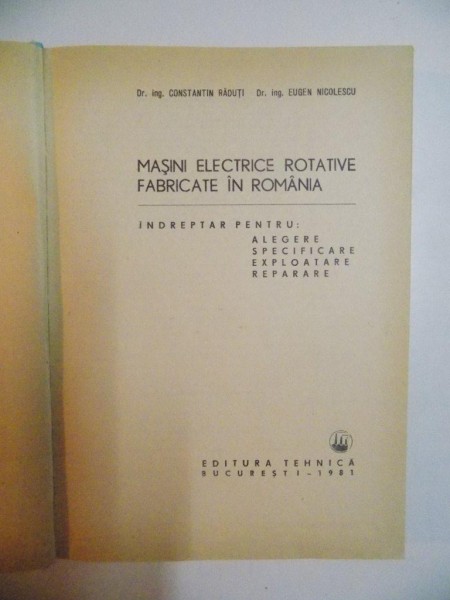 Dr. ing. CONSTANTIN RĂDUȚI Dr. ing. EUGEN NICOLESCU
MAȘINI ELECTRICE ROTATIVE
FABRICATE ÎN ROMÂNIA
INDREPTAR PENTRU:
ALEGERE
SPECIFICARE
EXPLOATARE
REPARARE
EDITURA TEHNICĂ
BUCUREȘTI-1981